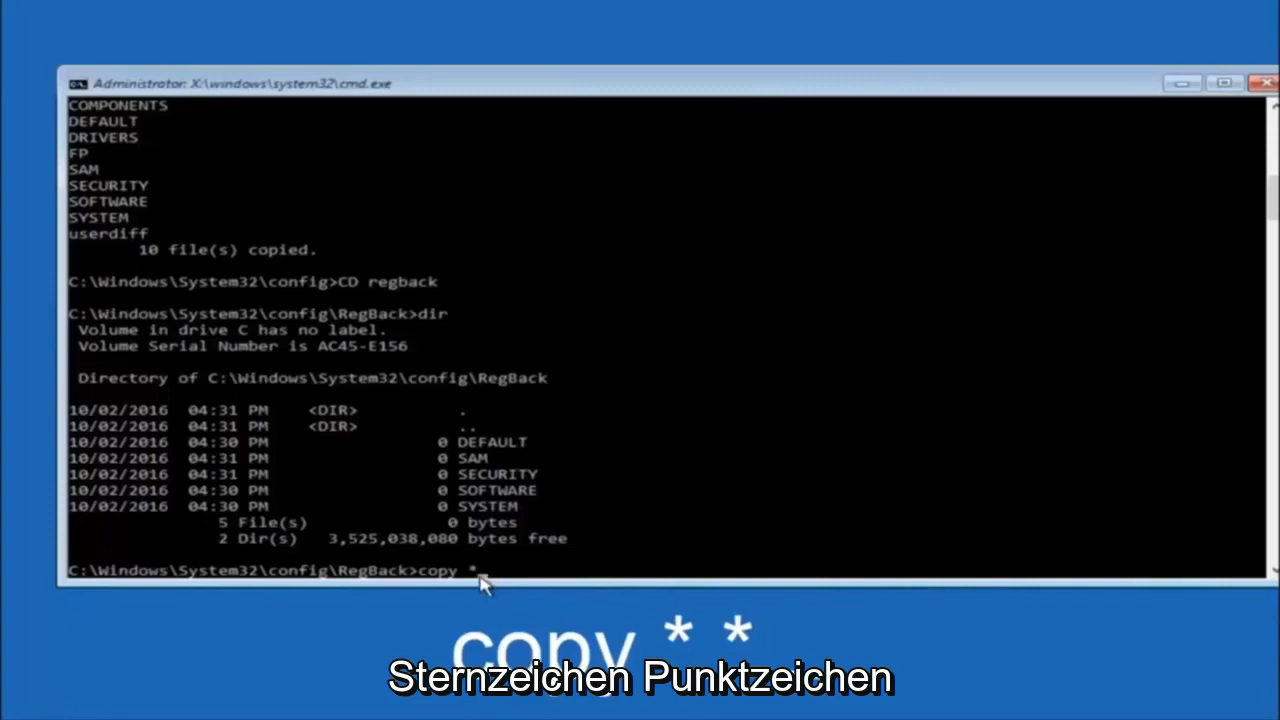 Administrator: X:\windows\system32\cmd.exe
COMPONENTS
DEFAULT
DRIVERS
FP
SAM
SECURITY
SOFTWARE
SYSTEM
userdiff
10 file(s) copied.
C:\Windows\System32\config>CD regback
C:\Windows\System32\config\RegBack>dir
Volume in drive C has no label.
Volume Serial Number is AC45-E156
Directory of C:\Windows\System32\config\RegBack
10/02/2016 04:31 PM <DIR> .
10/02/2016 04:31 PM <DIR> ..
10/02/2016 04:30 PM 0 DEFAULT
10/02/2016 04:31 PM 0 SAM
10/02/2016 04:31 PM 0 SECURITY
10/02/2016 04:30 PM 0 SOFTWARE
10/02/2016 04:30 PM 0 SYSTEM
5 File(s) 0 bytes
2 Dir(s) 3,525,038,080 bytes free
C:\Windows\System32\config\RegBack>copy *_
copy * *
Sternzeichen Punktzeichen